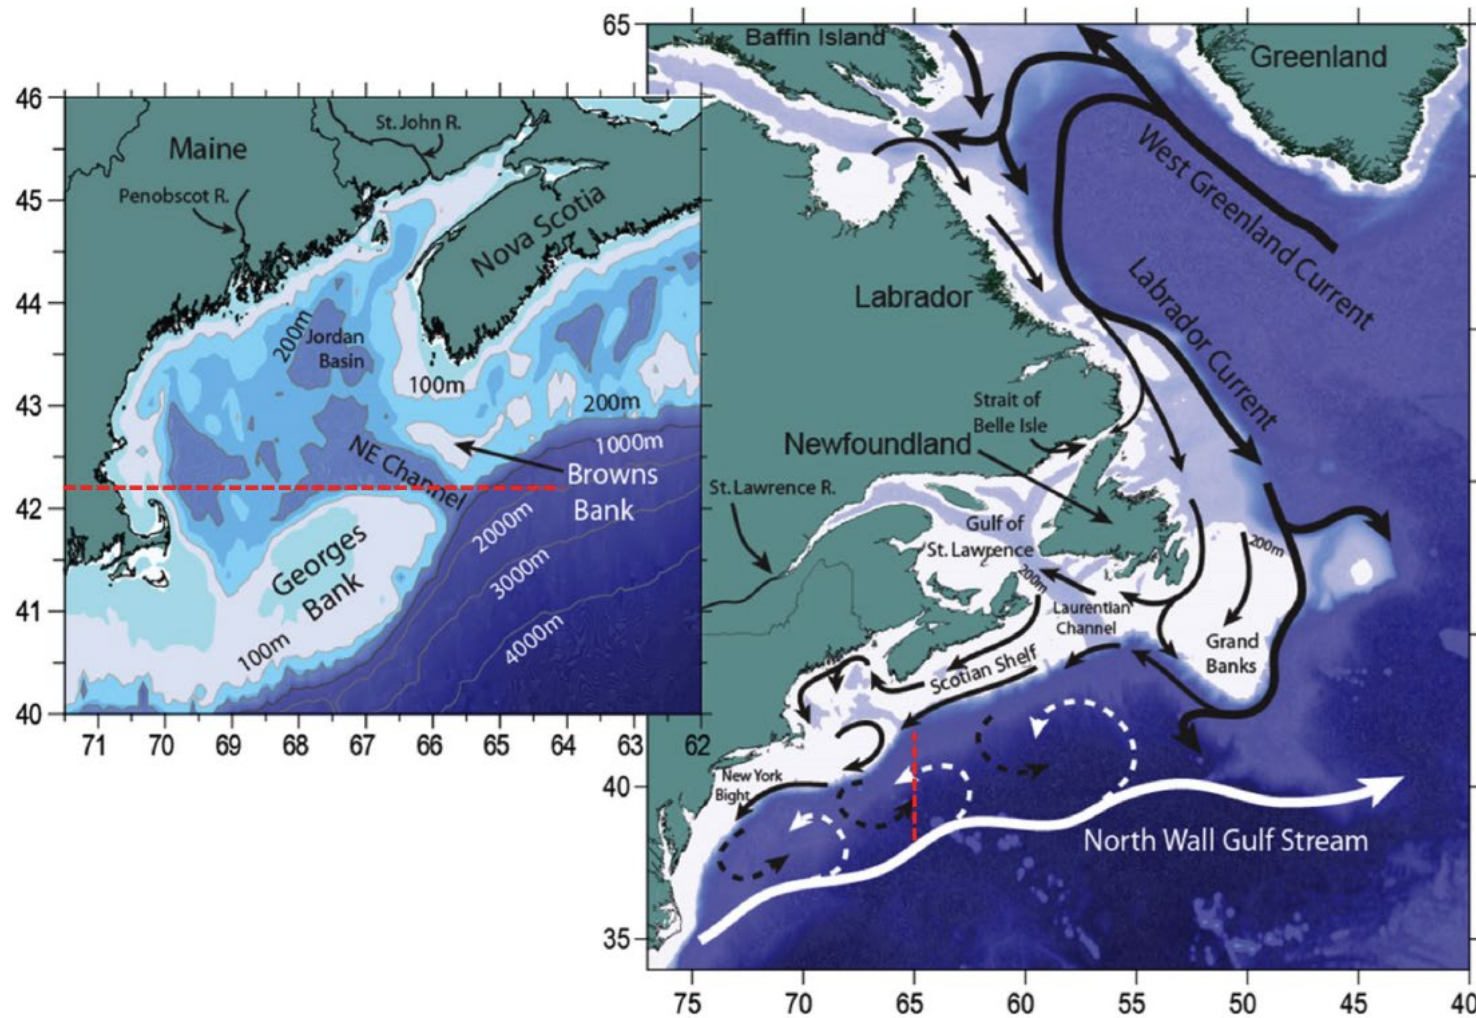 46
45
44
43
42
41
40
71
70
69
68
67
66
65
64
63
62
Maine
St. John R.
Penobscot R.
Nova Scotia
200m
Jordan
Basin
100m
200m
1000m
NE Channel
Browns
Bank
2000m
3000m
4000m
Georges
Bank
100m
65
40
35
75
70
65
60
55
50
45
40
Baffin Island
Greenland
West Greenland Current
Labrador Current
Labrador
Strait of
Belle Isle
Newfoundland
St. Lawrence R.
Gulf of
St. Lawrence
200m
200m
Laurentian
Channel
Grand
Banks
Scotian Shelf
New York
Bight
North Wall Gulf Stream